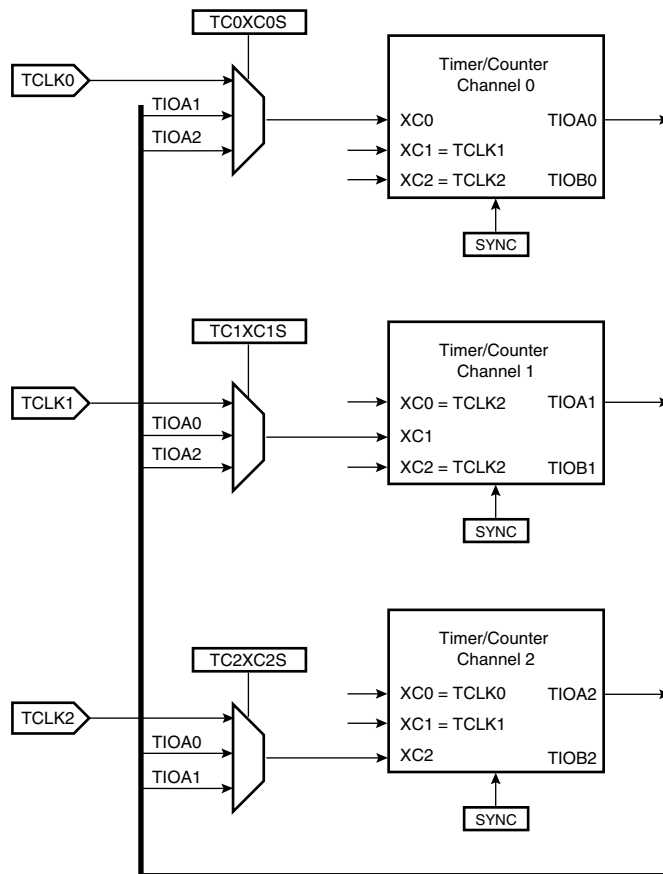 TC0XC0S
TCLK0
TIOA1
TIOA2
Timer/Counter
Channel 0
XC0
TIOA0
XC1 = TCLK1
XC2 = TCLK2
TIOB0
SYNC
TC1XC1S
TCLK1
TIOA0
TIOA2
Timer/Counter
Channel 1
XC0 = TCLK2
TIOA1
XC1
XC2 = TCLK2
TIOB1
SYNC
TC2XC2S
TCLK2
TIOA0
TIOA1
Timer/Counter
Channel 2
XC0 = TCLK0
TIOA2
XC1 = TCLK1
XC2
TIOB2
SYNC